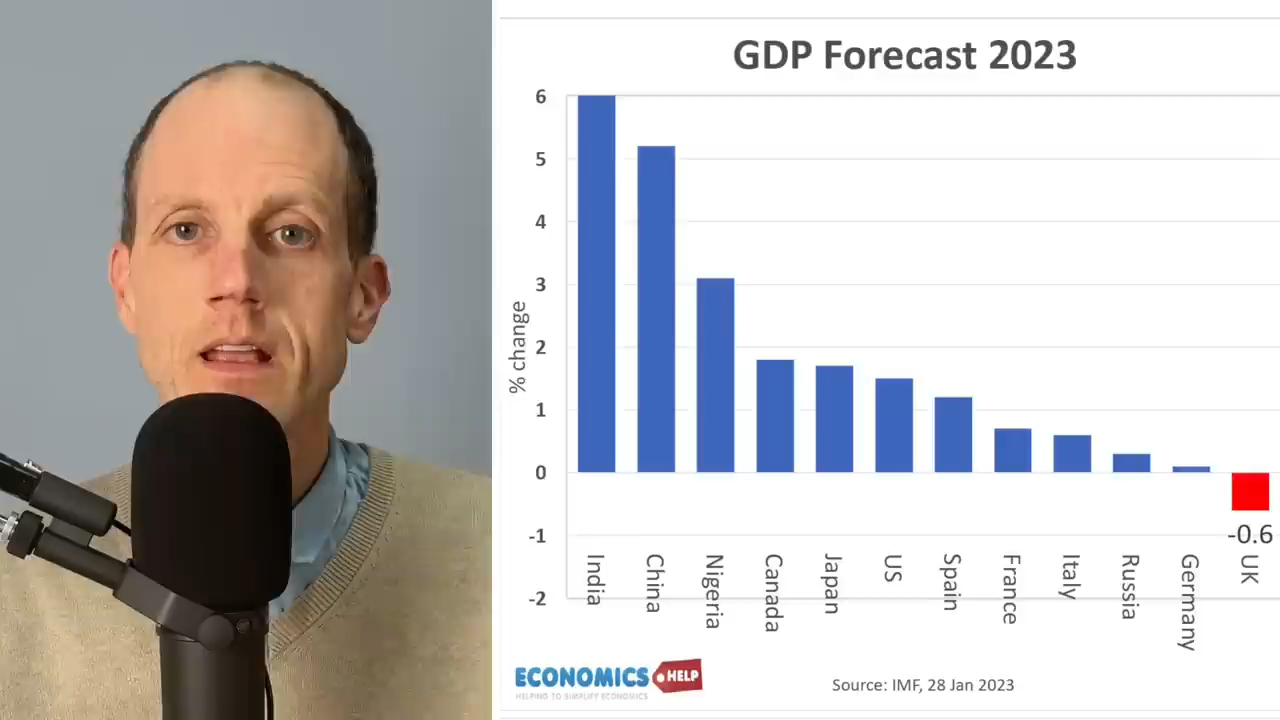 GDP Forecast 2023
% change
6
5
4
3
2
1
0
-1
-2
-0.6
India
China
Nigeria
Canada
Japan
US
Spain
France
Italy
Russia
Germany
UK
ECONOMICS HELP
HELPING TO SIMPLIFY ECONOMICS
Source: IMF, 28 Jan 2023